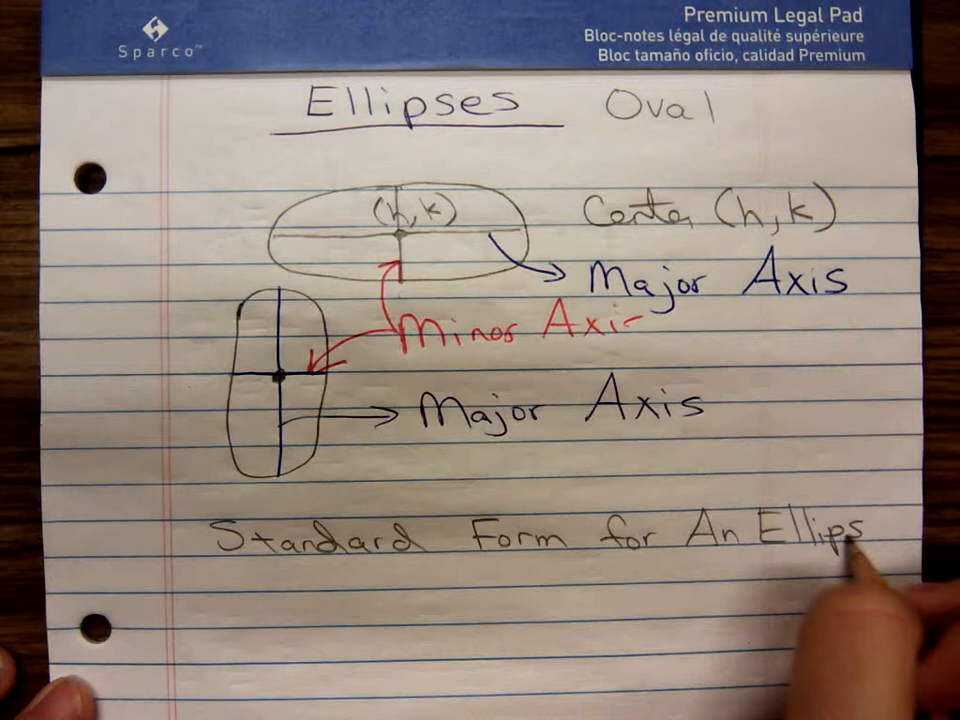 Sparco™
Premium Legal Pad
Bloc-notes légal de qualité supérieure
Bloc tamaño oficio, calidad Premium
Ellipses Oval
(h,k) Center (h,k)
Major Axis
Minor Axis
Major Axis
Standard Form for An Ellips